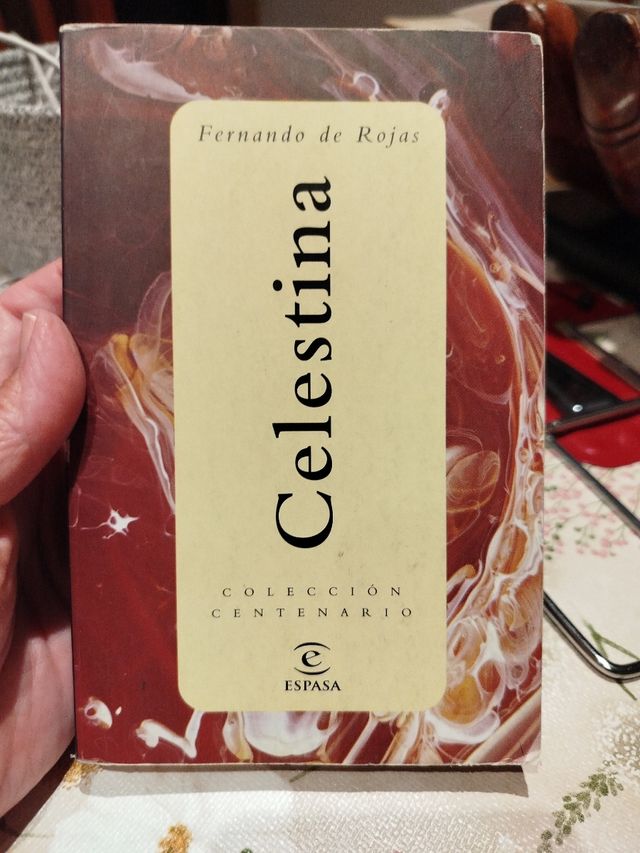 Fernando de Rojas
Celestina
COLECCIÓN
CENTENARIO
e
ESPASA